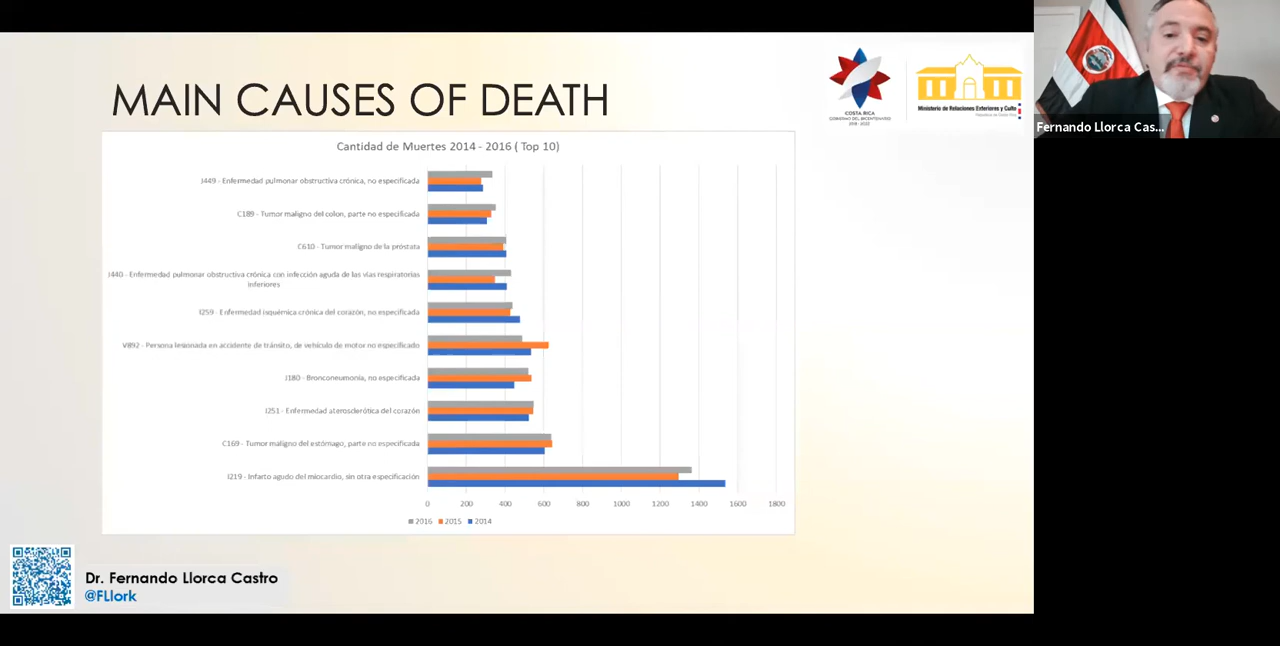 MAIN CAUSES OF DEATH
COSTA RICA
GOBIERNO DEL BICENTENARIO
2018 - 2022
Ministerio de Relaciones Exteriores y Culto
Fernando Llorca Cas...
Cantidad de Muertes 2014 - 2016 ( Top 10)
J449 - Enfermedad pulmonar obstructiva crónica, no especificada
C189 - Tumor maligno del colon, parte no especificada
C610 - Tumor maligno de la próstata
J440 - Enfermedad pulmonar obstructiva crónica con infección aguda de las vías respiratorias
inferiores
I259 - Enfermedad isquémica crónica del corazón, no especificada
V892 - Persona lesionada en accidente de tránsito, de vehículo de motor no especificado
J180 - Bronconeumonía, no especificada
I251 - Enfermedad aterosclerótica del corazón
C169 - Tumor maligno del estómago, parte no especificada
I219 - Infarto agudo del miocardio, sin otra especificación
0 200 400 600 800 1000 1200 1400 1600 1800
2016 2015 2014
Dr. Fernando Llorca Castro
@FLlork